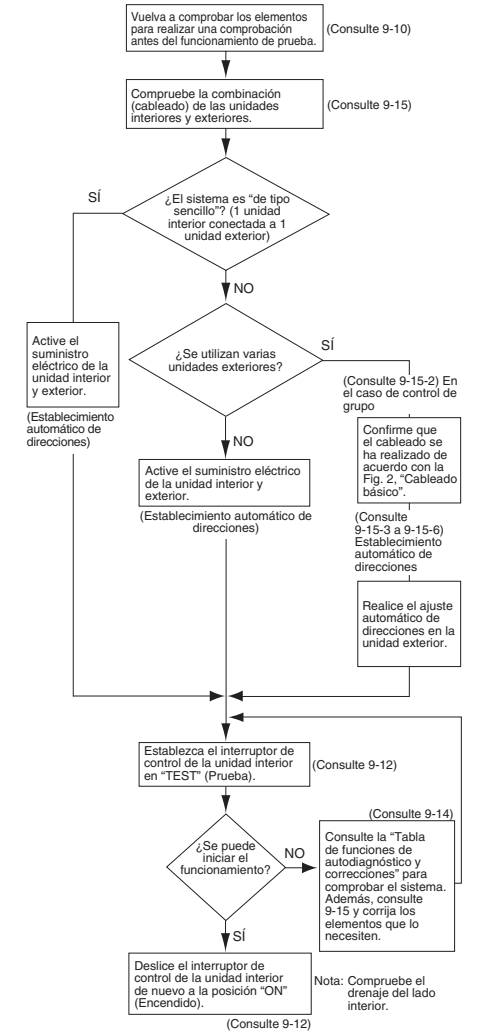 Vuelva a comprobar los elementos
para realizar una comprobación
antes del funcionamiento de prueba.
(Consulte 9-10)
Compruebe la combinación
(cableado) de las unidades
interiores y exteriores.
(Consulte 9-15)
SÍ
¿El sistema es “de tipo
sencillo”? (1 unidad
interior conectada a 1
unidad exterior)
NO
Active el
suministro
eléctrico de la
unidad interior
y exterior.
(Establecimiento
automático de
direcciones)
¿Se utilizan varias
unidades exteriores?
SÍ
(Consulte 9-15-2) En
el caso de control de
grupo
Confirme que
el cableado se
ha realizado de
acuerdo con la
Fig. 2, “Cableado
básico”.
NO
Active el suministro eléctrico
de la unidad interior y
exterior.
(Establecimiento automático de
direcciones)
(Consulte
9-15-3 a 9-15-6)
Establecimiento
automático de
direcciones
Realice el ajuste
automático de
direcciones en la
unidad exterior.
Establezca el interruptor de
control de la unidad interior
en “TEST” (Prueba).
(Consulte 9-12)
¿Se puede
iniciar el
funcionamiento?
NO
(Consulte 9-14)
Consulte la “Tabla
de funciones de
autodiagnóstico y
correcciones” para
comprobar el sistema.
Además, consulte
9-15 y corrija los
elementos que lo
necesiten.
SÍ
Deslice el interruptor de
control de la unidad interior
de nuevo a la posición “ON”
(Encendido).
(Consulte 9-12)
Nota: Compruebe el
drenaje del lado
interior.